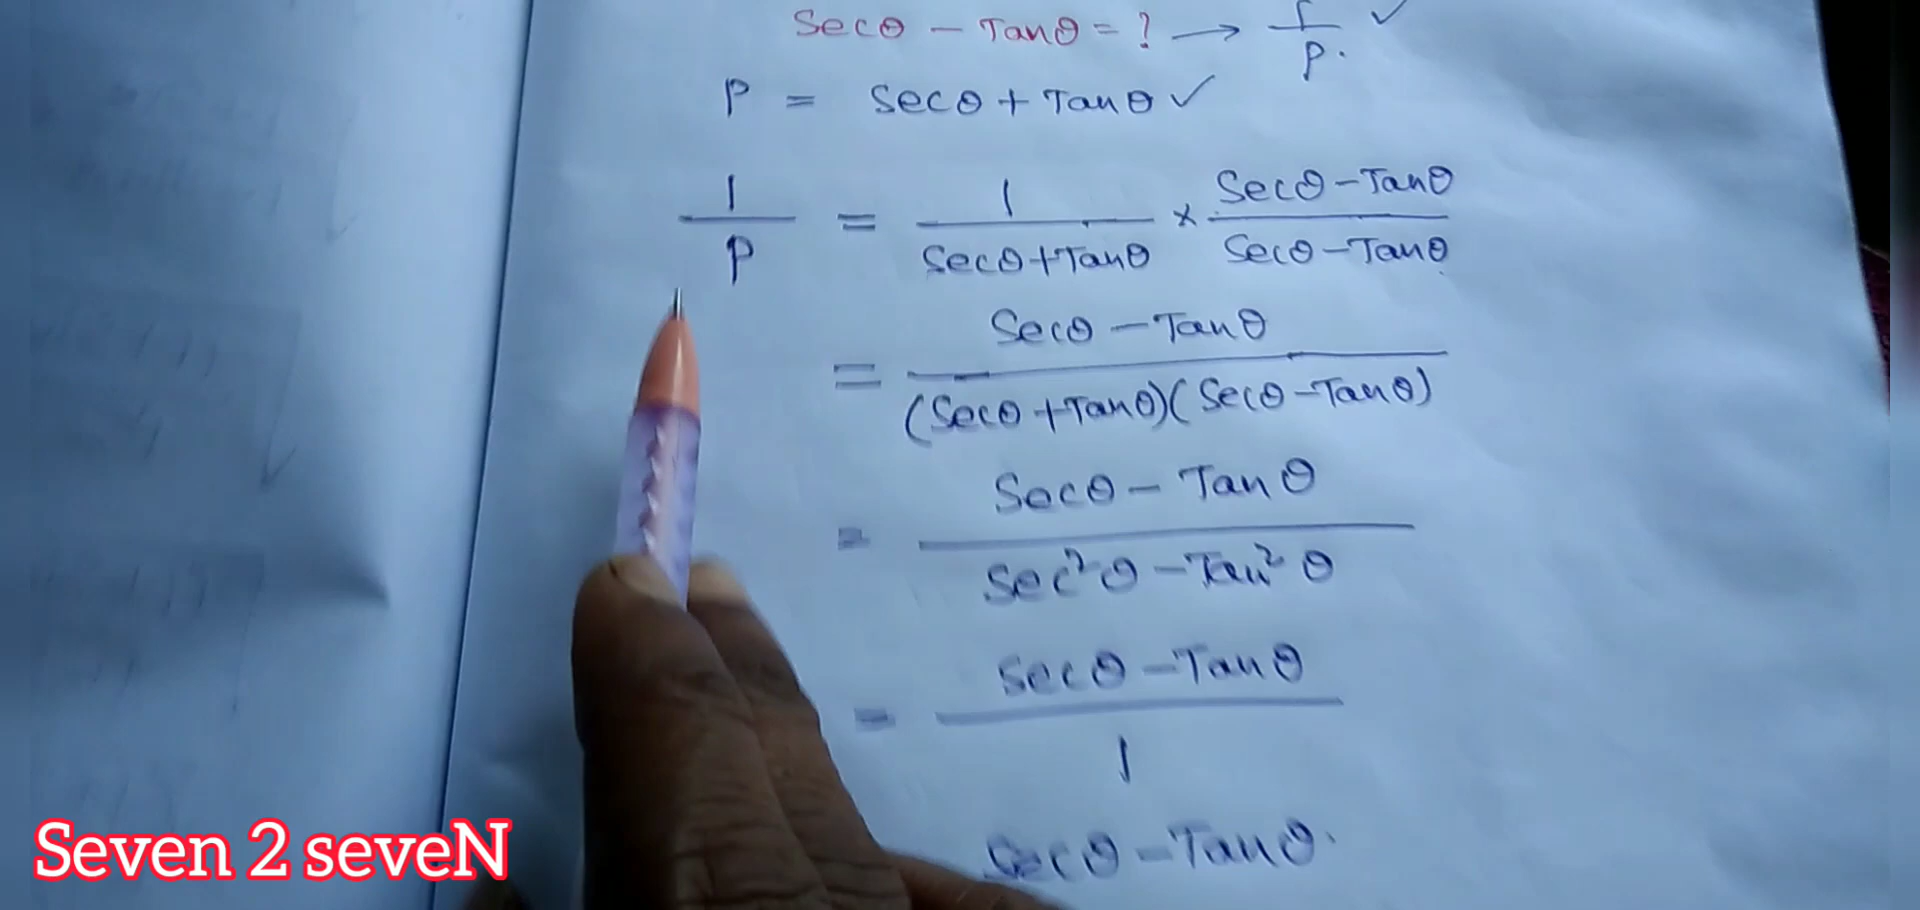 Secθ - Tanθ = ? → 1/P. ✓
P = Secθ + Tanθ ✓
1/P = 1/(Secθ+Tanθ) × (Secθ-Tanθ)/(Secθ-Tanθ)
= (Secθ - Tanθ)/((Secθ+Tanθ)(Secθ-Tanθ))
= (Secθ - Tanθ)/(Sec²θ - Tan²θ)
= (Secθ - Tanθ)/1
Secθ - Tanθ.
Seven 2 seveN